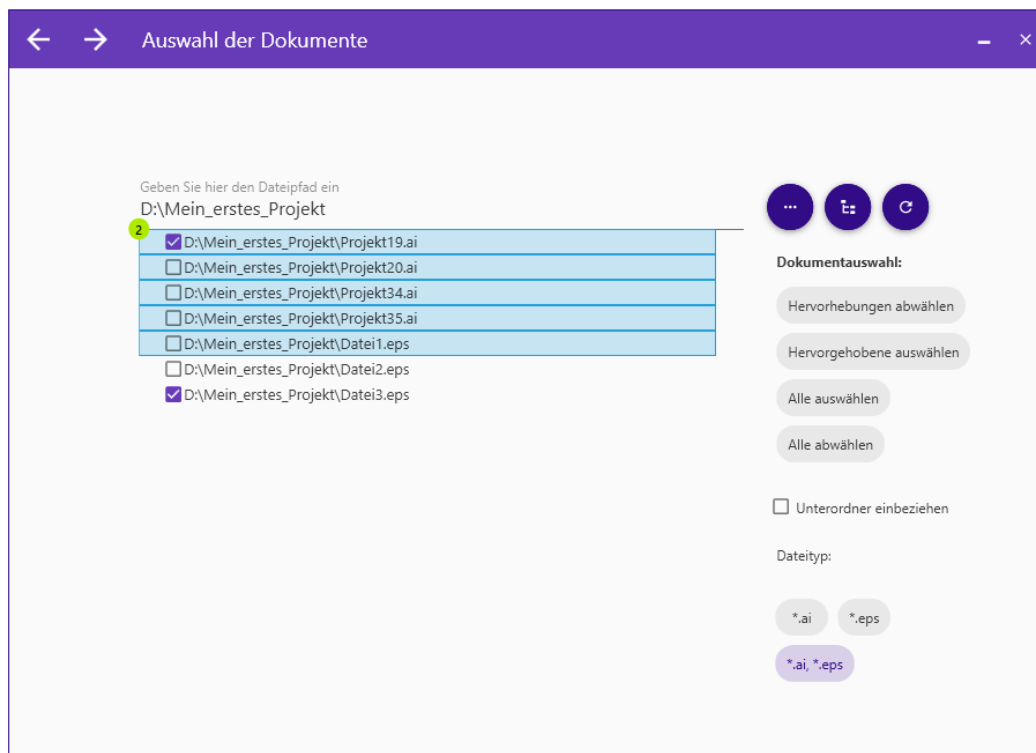 Auswahl der Dokumente
Geben Sie hier den Dateipfad ein
D:\Mein_erstes_Projekt
2
D:\Mein_erstes_Projekt\Projekt19.ai
D:\Mein_erstes_Projekt\Projekt20.ai
D:\Mein_erstes_Projekt\Projekt34.ai
D:\Mein_erstes_Projekt\Projekt35.ai
D:\Mein_erstes_Projekt\Datei1.eps
D:\Mein_erstes_Projekt\Datei2.eps
D:\Mein_erstes_Projekt\Datei3.eps
Dokumentauswahl:
Hervorhebungen abwählen
Hervorgehobene auswählen
Alle auswählen
Alle abwählen
Unterordner einbeziehen
Dateityp:
*.ai *.eps
*.ai, *.eps